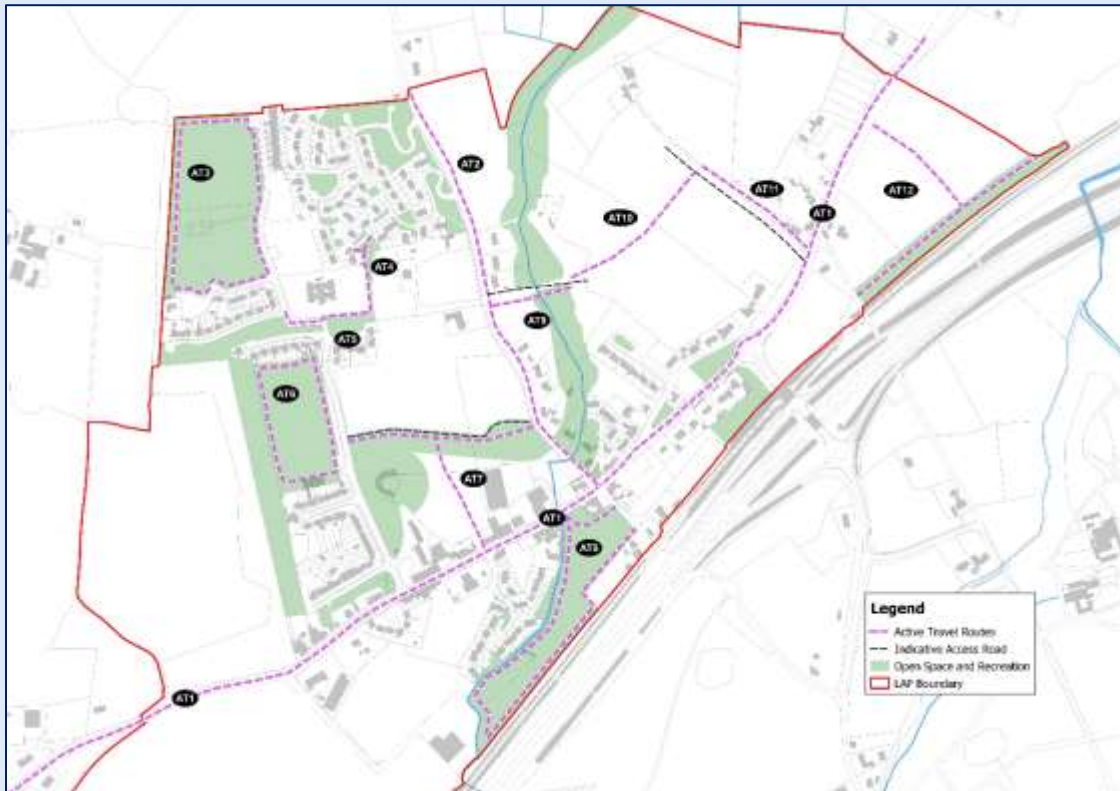 AT2
AT3
AT11
AT12
AT10
AT1
AT4
AT9
AT5
AT6
AT7
AT1
AT8
AT1
Legend
Active Travel Routes
Indicative Access Road
Open Space and Recreation
LAP Boundary